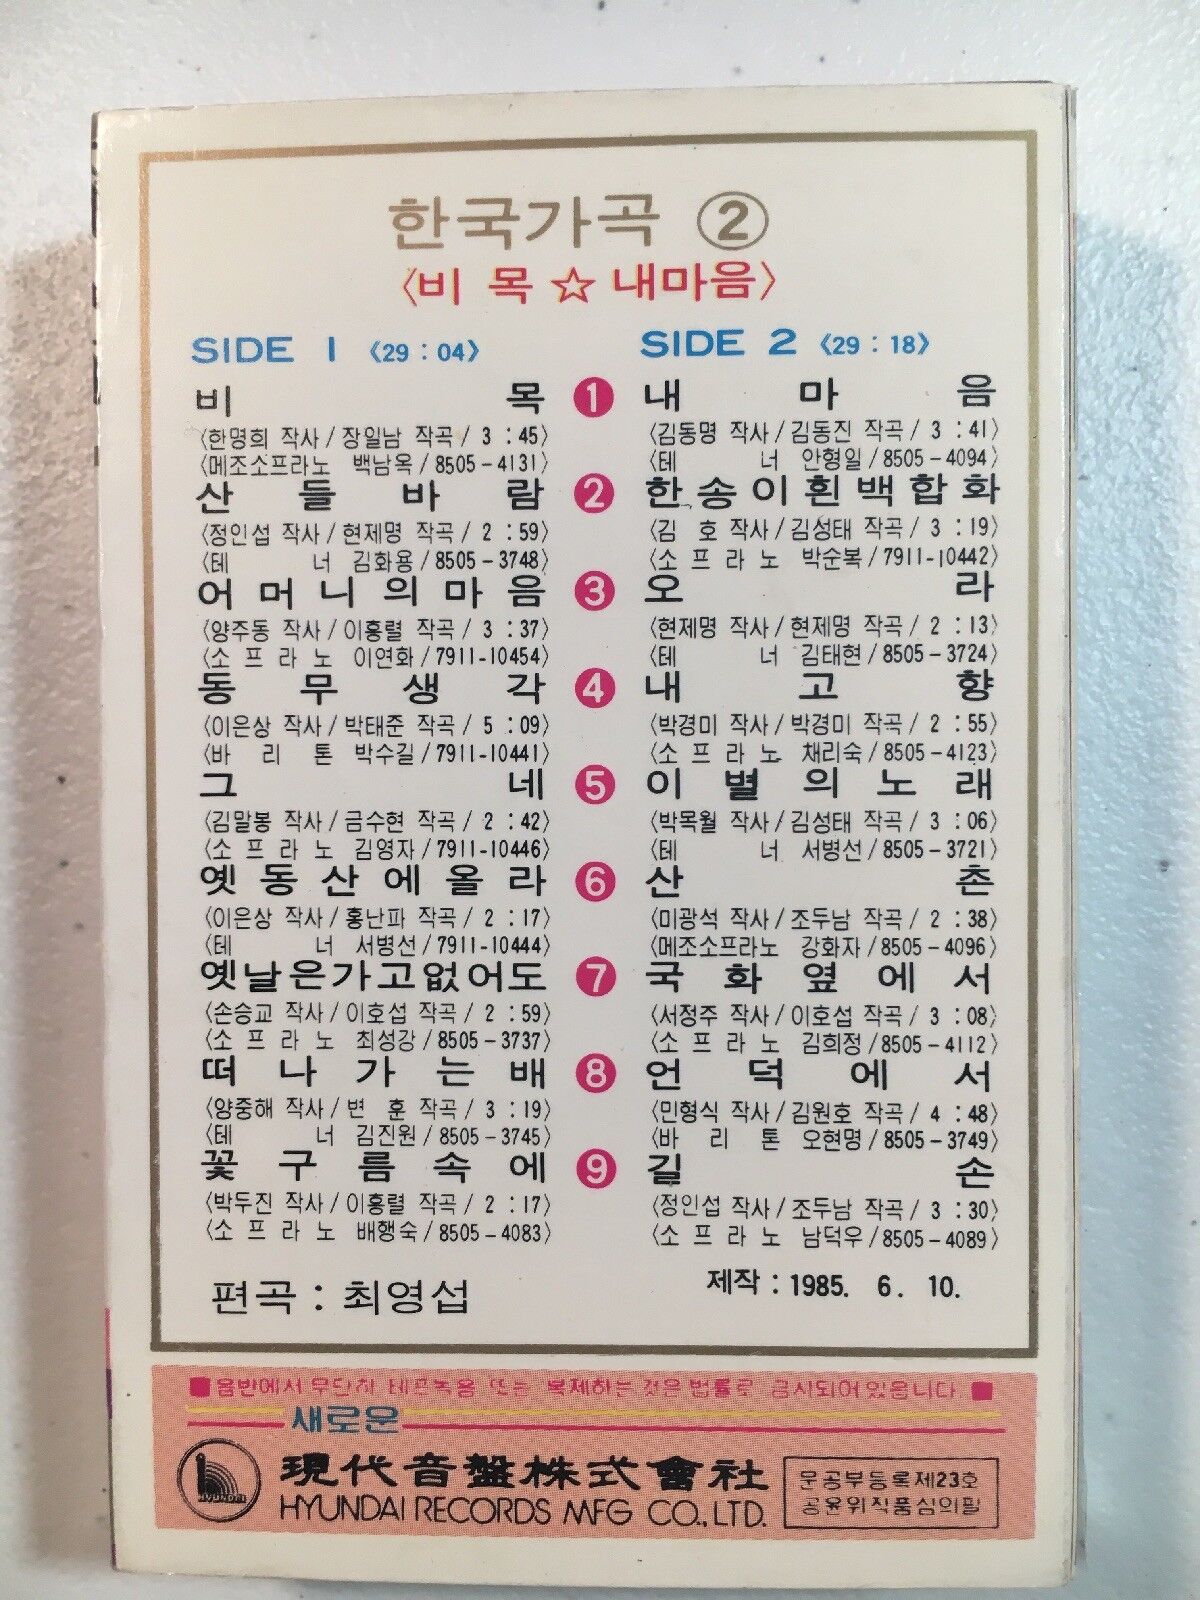 한국가곡 ②
〈비 목 ☆ 내마음〉
SIDE 1 〈29 : 04〉
비 목
〈한명희 작사 / 장일남 작곡 / 3 : 45〉
〈메조소프라노 백남옥 / 8505-4131〉
산 들 바 람
〈정인섭 작사 / 현제명 작곡 / 2 : 59〉
〈테 너 김화용 / 8505-3748〉
어 머 니 의 마 음
〈양주동 작사 / 이흥렬 작곡 / 3 : 37〉
〈소 프 라 노 이연화 / 7911-10454〉
동 무 생 각
〈이은상 작사 / 박태준 작곡 / 5 : 09〉
〈바 리 톤 박수길 / 7911-10441〉
그 네
〈김말봉 작사 / 금수현 작곡 / 2 : 42〉
〈소 프 라 노 김영자 / 7911-10446〉
옛 동 산 에 올 라
〈이은상 작사 / 홍난파 작곡 / 2 : 17〉
〈테 너 서병선 / 7911-10444〉
옛날은가고없어도
〈손승교 작사 / 이호섭 작곡 / 2 : 59〉
〈소 프 라 노 최성강 / 8505-3737〉
떠 나 가 는 배
〈양중해 작사 / 변 훈 작곡 / 3 : 19〉
〈테 너 김진원 / 8505-3745〉
꽃 구 름 속 에
〈박두진 작사 / 이흥렬 작곡 / 2 : 17〉
〈소 프 라 노 배행숙 / 8505-4083〉
편곡 : 최영섭
1
2
3
4
5
6
7
8
9
SIDE 2 〈29 : 18〉
내 마 음
〈김동명 작사 / 김동진 작곡 / 3 : 41〉
〈테 너 안형일 / 8505-4094〉
한 송 이 흰 백 합 화
〈김 호 작사 / 김성태 작곡 / 3 : 19〉
〈소 프 라 노 박순복 / 7911-10442〉
오 라
〈현제명 작사 / 현제명 작곡 / 2 : 13〉
〈테 너 김태현 / 8505-3724〉
내 고 향
〈박경미 작사 / 박경미 작곡 / 2 : 55〉
〈소 프 라 노 채리숙 / 8505-4123〉
이 별 의 노 래
〈박목월 작사 / 김성태 작곡 / 3 : 06〉
〈테 너 서병선 / 8505-3721〉
산 촌
〈미광석 작사 / 조두남 작곡 / 2 : 38〉
〈메조소프라노 강화자 / 8505-4096〉
국 화 옆 에 서
〈서정주 작사 / 이호섭 작곡 / 3 : 08〉
〈소 프 라 노 김희정 / 8505-4112〉
언 덕 에 서
〈민형식 작사 / 김원호 작곡 / 4 : 48〉
〈바 리 톤 오현명 / 8505-3749〉
길 손
〈정인섭 작사 / 조두남 작곡 / 3 : 30〉
〈소 프 라 노 남덕우 / 8505-4089〉
제작 : 1985. 6. 10.
■음반에서 무단히 테프녹음 또는 복제하는 것은 법률로 금지되어있읍니다 ■
새로운
現代音盤株式會社
HYUNDAI RECORDS MFG CO., LTD.
HYUNDAI
문공부등록제23호
공윤위작품심의필